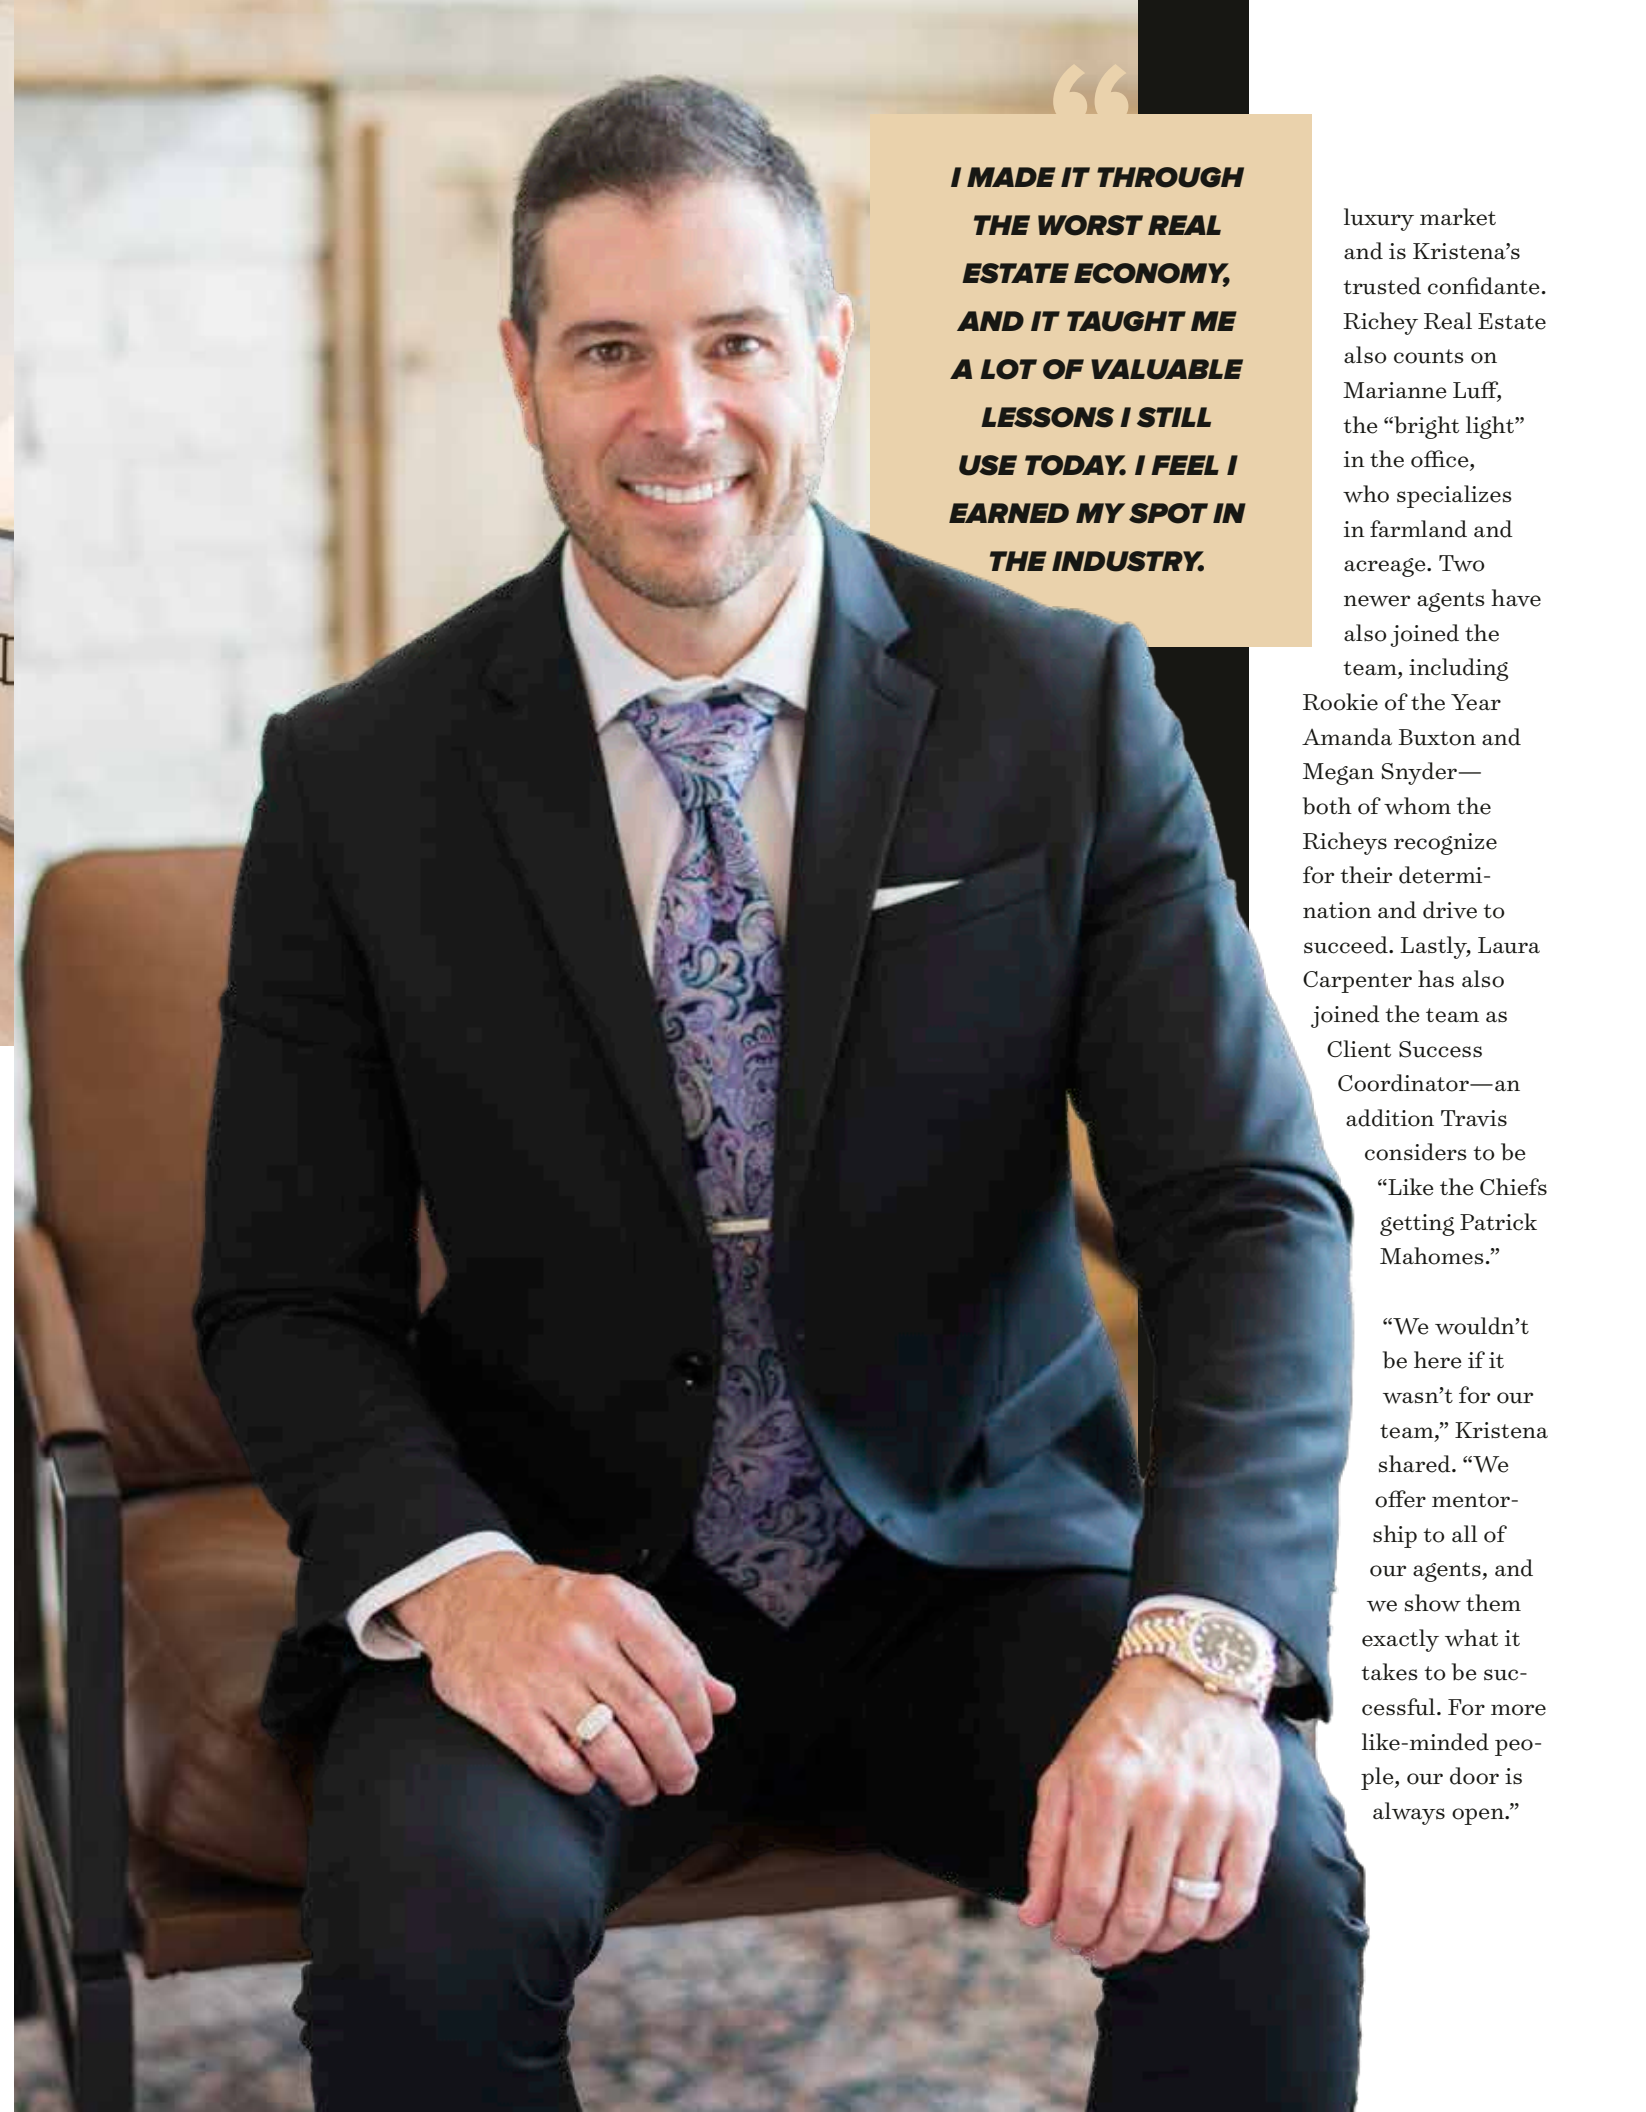 “
I MADE IT THROUGH
THE WORST REAL
ESTATE ECONOMY,
AND IT TAUGHT ME
A LOT OF VALUABLE
LESSONS I STILL
USE TODAY. I FEEL I
EARNED MY SPOT IN
THE INDUSTRY.
luxury market
and is Kristena’s
trusted confidante.
Richey Real Estate
also counts on
Marianne Luff,
the “bright light”
in the office,
who specializes
in farmland and
acreage. Two
newer agents have
also joined the
team, including
Rookie of the Year
Amanda Buxton and
Megan Snyder—
both of whom the
Richeys recognize
for their determi-
nation and drive to
succeed. Lastly, Laura
Carpenter has also
joined the team as
Client Success
Coordinator—an
addition Travis
considers to be
“Like the Chiefs
getting Patrick
Mahomes.”
“We wouldn’t
be here if it
wasn’t for our
team,” Kristena
shared. “We
offer mentor-
ship to all of
our agents, and
we show them
exactly what it
takes to be suc-
cessful. For more
like-minded peo-
ple, our door is
always open.”